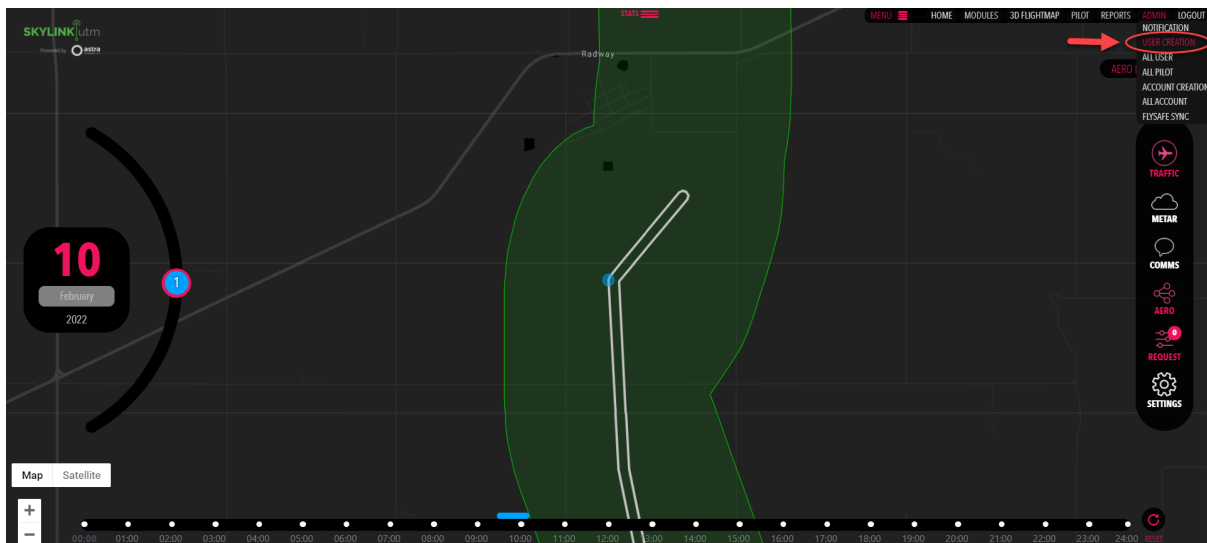 SKYLINK utm
Powered by astra
STATS
MENU HOME MODULES 3D FLIGHTMAP PILOT REPORTS ADMIN LOGOUT
NOTIFICATION
USER CREATION
ALL USER
ALL PILOT
ACCOUNT CREATION
ALL ACCOUNT
FLYSAFE SYNC
AERO
Radway
10
February
2022
1
TRAFFIC
METAR
COMMS
AERO
0
REQUEST
SETTINGS
Map Satellite
+
−
00:00 01:00 02:00 03:00 04:00 05:00 06:00 07:00 08:00 09:00 10:00 11:00 12:00 13:00 14:00 15:00 16:00 17:00 18:00 19:00 20:00 21:00 22:00 23:00 24:00 RESET